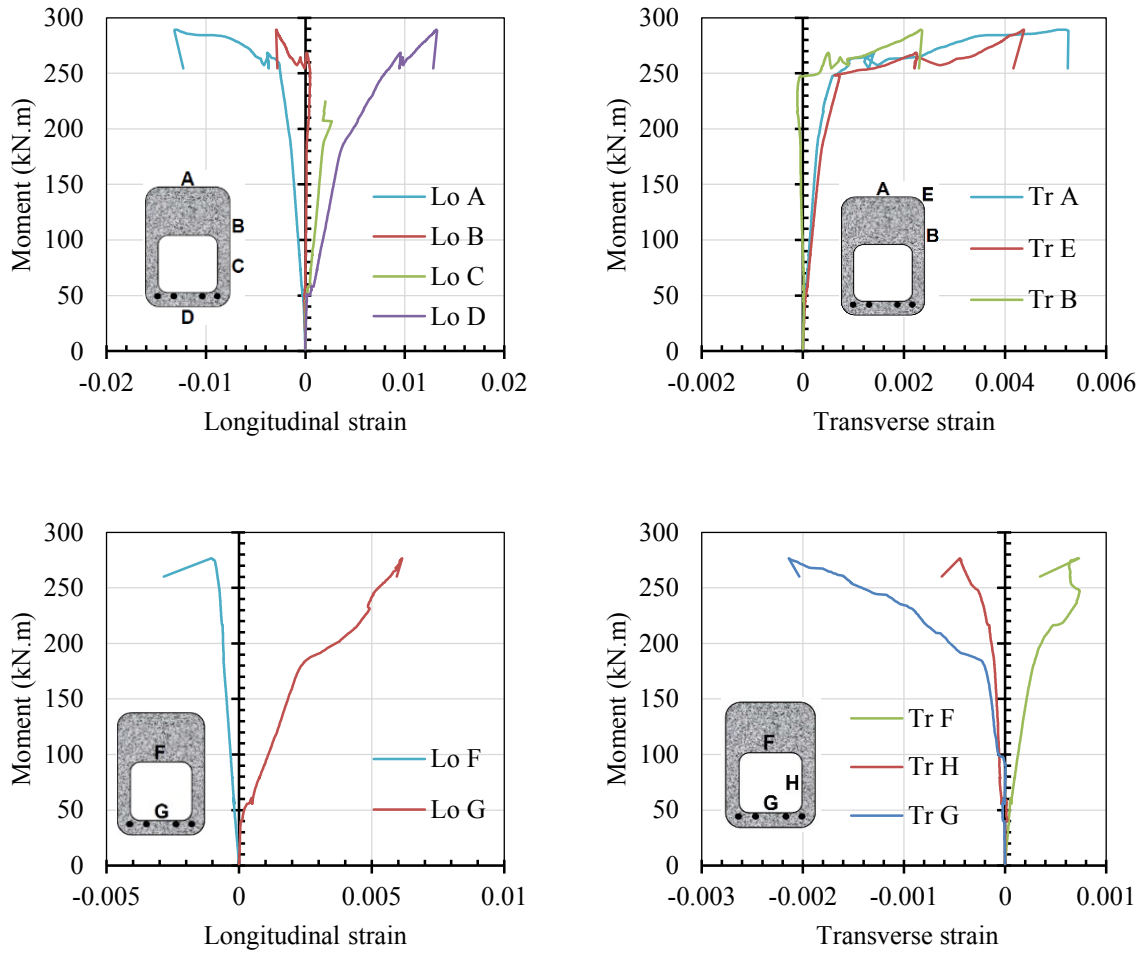 300
250
200
150
100
50
0
Moment (kN.m)
A
B
C
D
Lo A
Lo B
Lo C
Lo D
-0.02 -0.01 0 0.01 0.02
Longitudinal strain
300
250
200
150
100
50
0
Moment (kN.m)
A E
B
Tr A
Tr E
Tr B
-0.002 0 0.002 0.004 0.006
Transverse strain
300
250
200
150
100
50
0
Moment (kN.m)
F
G
Lo F
Lo G
-0.005 0 0.005 0.01
Longitudinal strain
300
250
200
150
100
50
0
Moment (kN.m)
F
H
G
Tr F
Tr H
Tr G
-0.003 -0.002 -0.001 0 0.001
Transverse strain